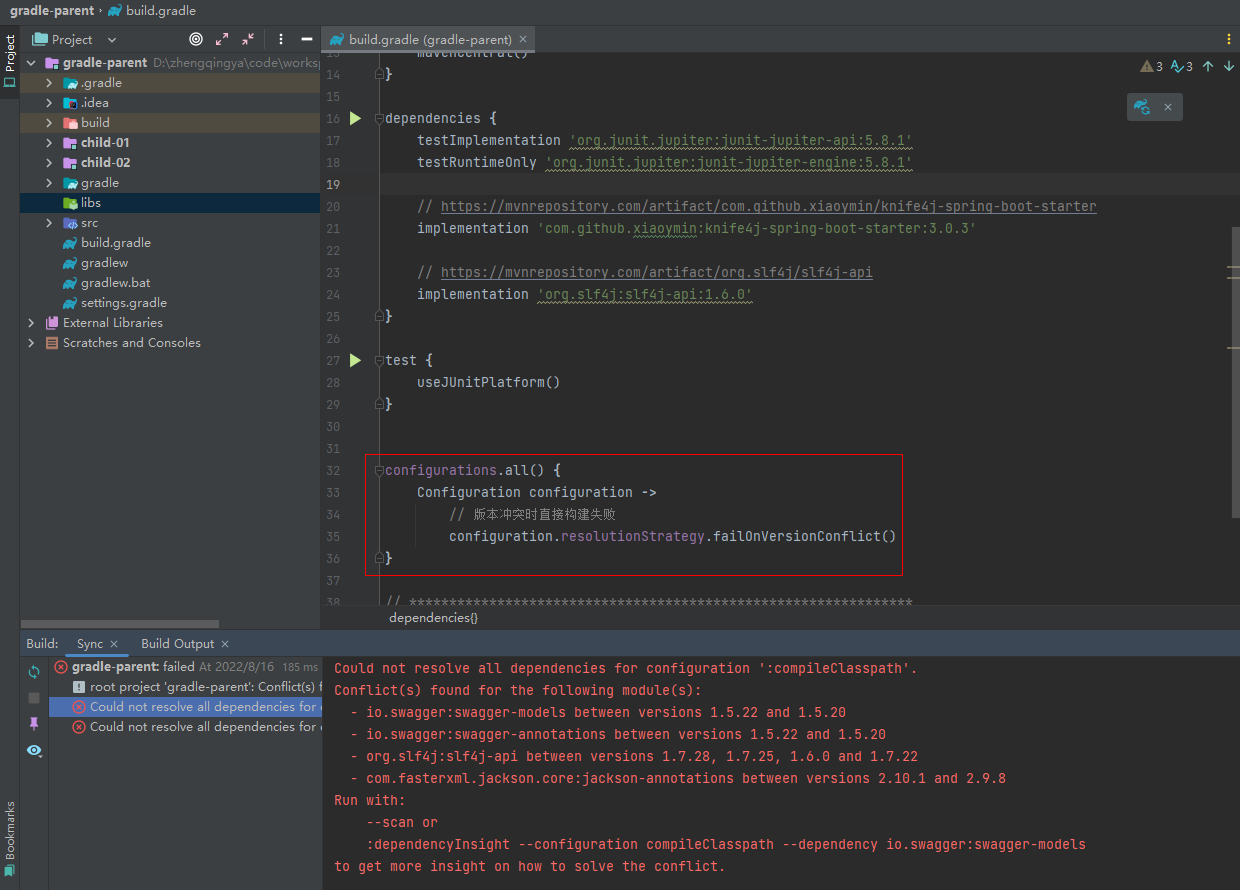 gradle-parent › build.gradle
Project
Project
build.gradle (gradle-parent)
gradle-parent D:\zhengqingya\code\works
.gradle
.idea
build
child-01
child-02
gradle
libs
src
build.gradle
gradlew
gradlew.bat
settings.gradle
External Libraries
Scratches and Consoles
3 3
13 mavenCentral()
14 }
15
16 dependencies {
17 testImplementation 'org.junit.jupiter:junit-jupiter-api:5.8.1'
18 testRuntimeOnly 'org.junit.jupiter:junit-jupiter-engine:5.8.1'
19
20 // https://mvnrepository.com/artifact/com.github.xiaoymin/knife4j-spring-boot-starter
21 implementation 'com.github.xiaoymin:knife4j-spring-boot-starter:3.0.3'
22
23 // https://mvnrepository.com/artifact/org.slf4j/slf4j-api
24 implementation 'org.slf4j:slf4j-api:1.6.0'
25 }
26
27 test {
28 useJUnitPlatform()
29 }
30
31
32 configurations.all() {
33 Configuration configuration ->
34 // 版本冲突时直接构建失败
35 configuration.resolutionStrategy.failOnVersionConflict()
36 }
37
38 // ***************************************************************
dependencies{}
Build: Sync Build Output
gradle-parent: failed At 2022/8/16 185 ms
root project 'gradle-parent': Conflict(s) f
Could not resolve all dependencies for
Could not resolve all dependencies for
Could not resolve all dependencies for configuration ':compileClasspath'.
Conflict(s) found for the following module(s):
- io.swagger:swagger-models between versions 1.5.22 and 1.5.20
- io.swagger:swagger-annotations between versions 1.5.22 and 1.5.20
- org.slf4j:slf4j-api between versions 1.7.28, 1.7.25, 1.6.0 and 1.7.22
- com.fasterxml.jackson.core:jackson-annotations between versions 2.10.1 and 2.9.8
Run with:
--scan or
:dependencyInsight --configuration compileClasspath --dependency io.swagger:swagger-models
to get more insight on how to solve the conflict.
Bookmarks